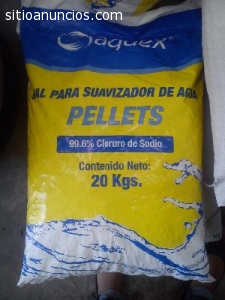 sitioanuncios.com
aquex
SAL PARA SUAVIZADOR DE AGUA
PELLETS
99.6% Cloruro de Sodio
Contenido Neto:
20 Kgs.